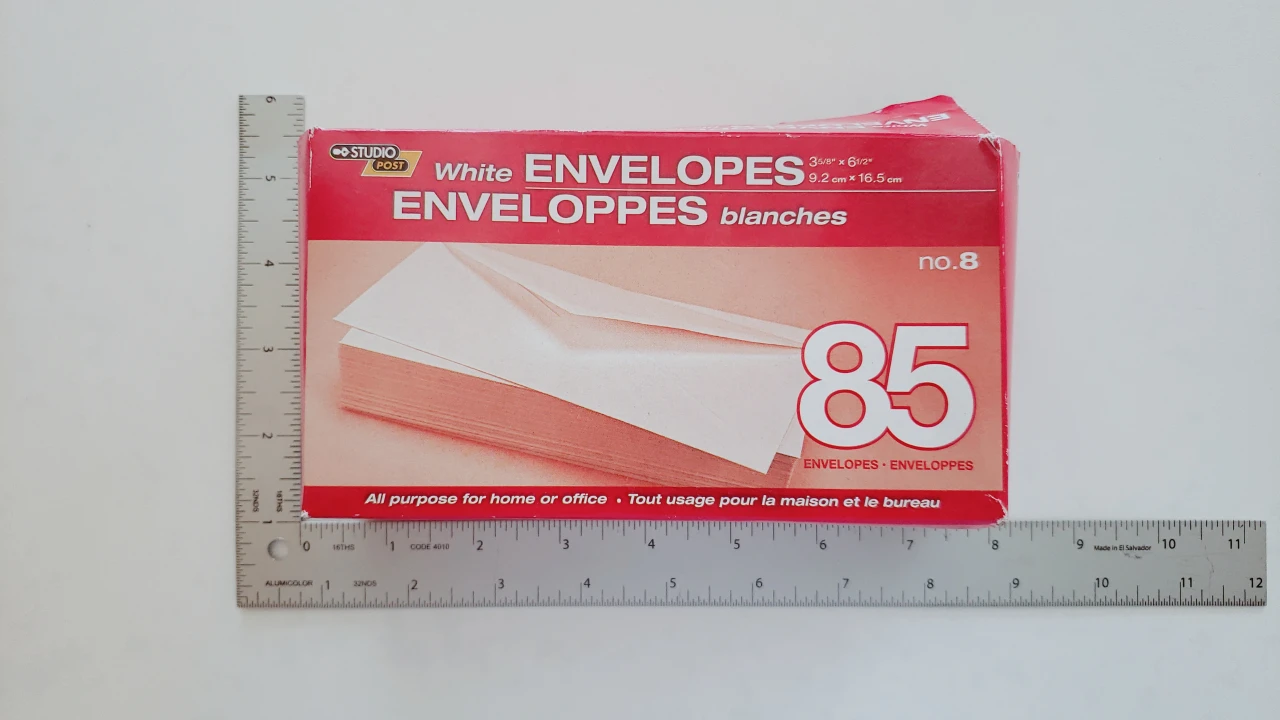 ENVELOPES
STUDIO
POST
White ENVELOPES 3 5/8" × 6 1/2"
9.2 cm × 16.5 cm
ENVELOPPES blanches
no.8
85
ENVELOPES · ENVELOPPES
All purpose for home or office • Tout usage pour la maison et le bureau
6
5
4
3
2
1
32NDS
16THS
0 16THS 1 CODE 4010 2 3 4 5 6 7 8 9 Made in El Salvador 10 11
ALUMICOLOR 1 32NDS 2 3 4 5 6 7 8 9 10 11 12